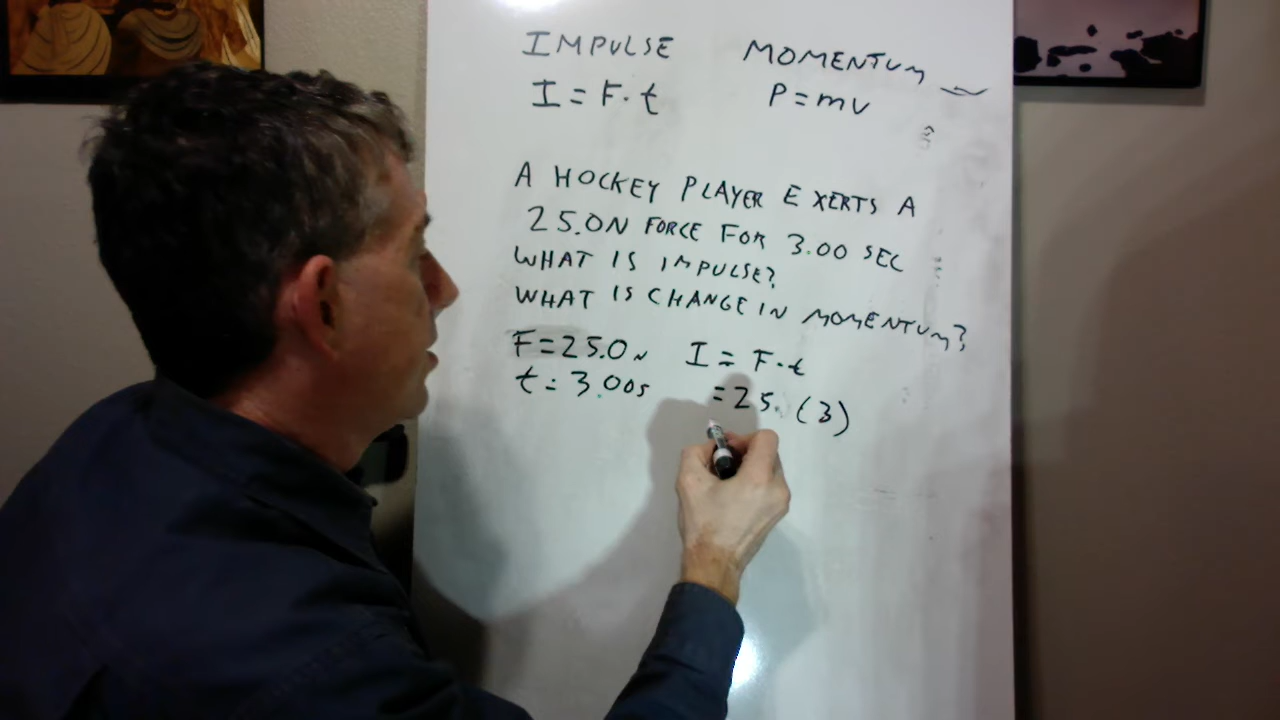 IMPULSE MOMENTUM
I = F · t P = mv
A HOCKEY PLAYER EXERTS A
25.0N FORCE FOR 3.00 SEC
WHAT IS IMPULSE?
WHAT IS CHANGE IN MOMENTUM?
F = 25.0N I = F · t
t = 3.00s = 25. (3)